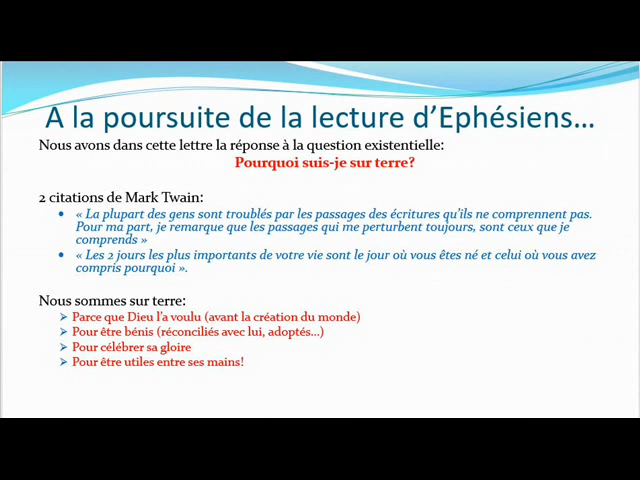 A la poursuite de la lecture d'Ephésiens...
Nous avons dans cette lettre la réponse à la question existentielle:
Pourquoi suis-je sur terre?
2 citations de Mark Twain:
• « La plupart des gens sont troublés par les passages des écritures qu'ils ne comprennent pas.
Pour ma part, je remarque que les passages qui me perturbent toujours, sont ceux que je
comprends »
• « Les 2 jours les plus importants de votre vie sont le jour où vous êtes né et celui où vous avez
compris pourquoi ».
Nous sommes sur terre:
➢ Parce que Dieu l'a voulu (avant la création du monde)
➢ Pour être bénis (réconciliés avec lui, adoptés...)
➢ Pour célébrer sa gloire
➢ Pour être utiles entre ses mains!